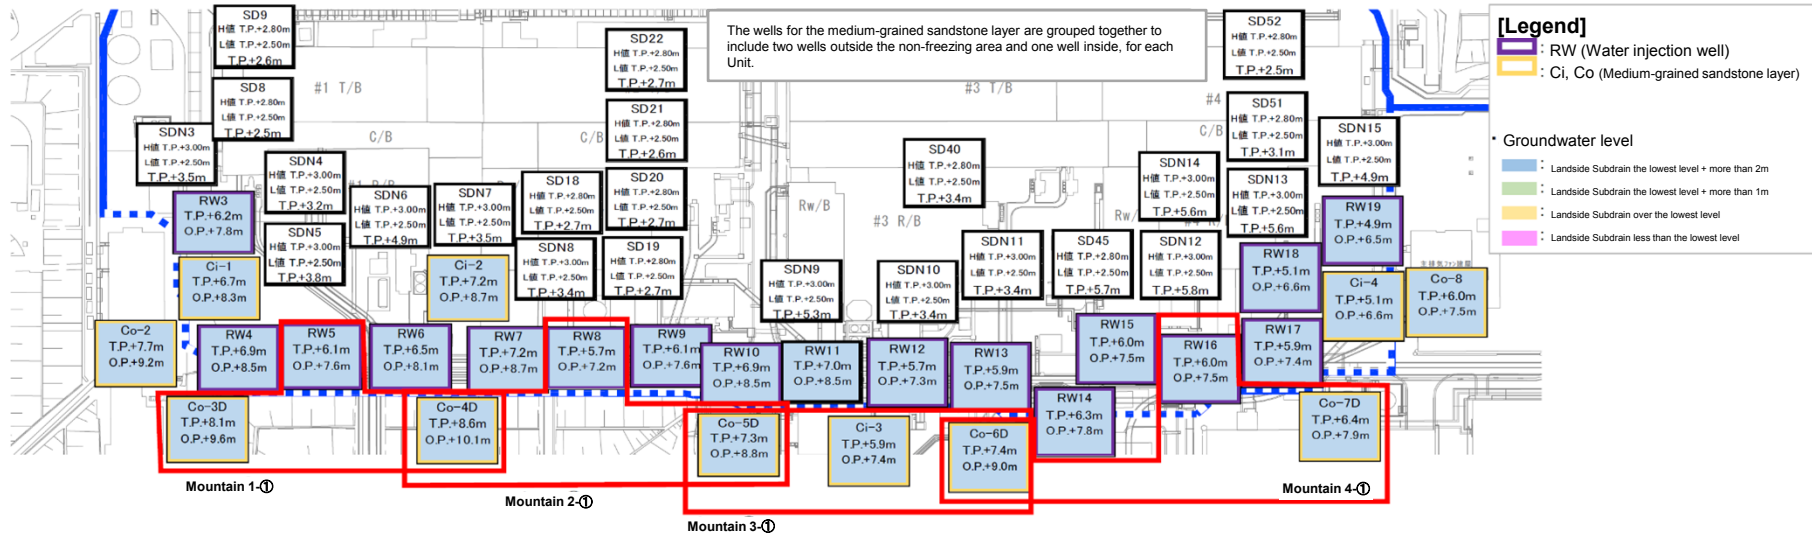 SD9
H値 T.P.+2.80m
L値 T.P.+2.50m
T.P.+2.6m
SD8
H値 T.P.+2.80m
L値 T.P.+2.50m
T.P.+2.5m
SDN3
H値 T.P.+3.00m
L値 T.P.+2.50m
T.P.+3.5m
SDN4
H値 T.P.+3.00m
L値 T.P.+2.50m
T.P.+3.2m
SDN5
H値 T.P.+3.00m
L値 T.P.+2.50m
T.P.+3.8m
SDN6
H値 T.P.+3.00m
L値 T.P.+2.50m
T.P.+4.9m
SDN7
H値 T.P.+3.00m
L値 T.P.+2.50m
T.P.+3.5m
SD18
H値 T.P.+2.80m
L値 T.P.+2.50m
T.P.+2.7m
SDN8
H値 T.P.+3.00m
L値 T.P.+2.50m
T.P.+3.4m
SD22
H値 T.P.+2.80m
L値 T.P.+2.50m
T.P.+2.7m
SD21
H値 T.P.+2.80m
L値 T.P.+2.50m
T.P.+2.6m
SD20
H値 T.P.+2.80m
L値 T.P.+2.50m
T.P.+2.7m
SD19
H値 T.P.+2.80m
L値 T.P.+2.50m
T.P.+2.7m
The wells for the medium-grained sandstone layer are grouped together to
include two wells outside the non-freezing area and one well inside, for each
Unit.
SDN9
H値 T.P.+3.00m
L値 T.P.+2.50m
T.P.+5.3m
SDN10
H値 T.P.+3.00m
L値 T.P.+2.50m
T.P.+3.4m
SD40
H値 T.P.+2.80m
L値 T.P.+2.50m
T.P.+3.4m
SDN11
H値 T.P.+3.00m
L値 T.P.+2.50m
T.P.+3.4m
SD45
H値 T.P.+2.80m
L値 T.P.+2.50m
T.P.+5.7m
SDN12
H値 T.P.+3.00m
L値 T.P.+2.50m
T.P.+5.8m
SDN14
H値 T.P.+3.00m
L値 T.P.+2.50m
T.P.+5.6m
SD52
H値 T.P.+2.80m
L値 T.P.+2.50m
T.P.+2.5m
SD51
H値 T.P.+2.80m
L値 T.P.+2.50m
T.P.+3.1m
SDN13
H値 T.P.+3.00m
L値 T.P.+2.50m
T.P.+5.6m
SDN15
H値 T.P.+3.00m
L値 T.P.+2.50m
T.P.+4.9m
#1 T/B
C/B
C/B
#3 T/B
#4
C/B
Rw/B
#3 R/B
Rw/
RW3
T.P.+6.2m
O.P.+7.8m
Ci-1
T.P.+6.7m
O.P.+8.3m
Co-2
T.P.+7.7m
O.P.+9.2m
RW4
T.P.+6.9m
O.P.+8.5m
RW5
T.P.+6.1m
O.P.+7.6m
RW6
T.P.+6.5m
O.P.+8.1m
Ci-2
T.P.+7.2m
O.P.+8.7m
RW7
T.P.+7.2m
O.P.+8.7m
RW8
T.P.+5.7m
O.P.+7.2m
RW9
T.P.+6.1m
O.P.+7.6m
RW10
T.P.+6.9m
O.P.+8.5m
RW11
T.P.+7.0m
O.P.+8.5m
RW12
T.P.+5.7m
O.P.+7.3m
RW13
T.P.+5.9m
O.P.+7.5m
RW14
T.P.+6.3m
O.P.+7.8m
RW15
T.P.+6.0m
O.P.+7.5m
RW16
T.P.+6.0m
O.P.+7.5m
RW17
T.P.+5.9m
O.P.+7.4m
RW18
T.P.+5.1m
O.P.+6.6m
RW19
T.P.+4.9m
O.P.+6.5m
Ci-4
T.P.+5.1m
O.P.+6.6m
Co-8
T.P.+6.0m
O.P.+7.5m
Co-3D
T.P.+8.1m
O.P.+9.6m
Co-4D
T.P.+8.6m
O.P.+10.1m
Co-5D
T.P.+7.3m
O.P.+8.8m
Ci-3
T.P.+5.9m
O.P.+7.4m
Co-6D
T.P.+7.4m
O.P.+9.0m
Co-7D
T.P.+6.4m
O.P.+7.9m
Mountain 1-①
Mountain 2-①
Mountain 3-①
Mountain 4-①
[Legend]
: RW (Water injection well)
: Ci, Co (Medium-grained sandstone layer)
・ Groundwater level
: Landside Subdrain the lowest level + more than 2m
: Landside Subdrain the lowest level + more than 1m
: Landside Subdrain over the lowest level
: Landside Subdrain less than the lowest level